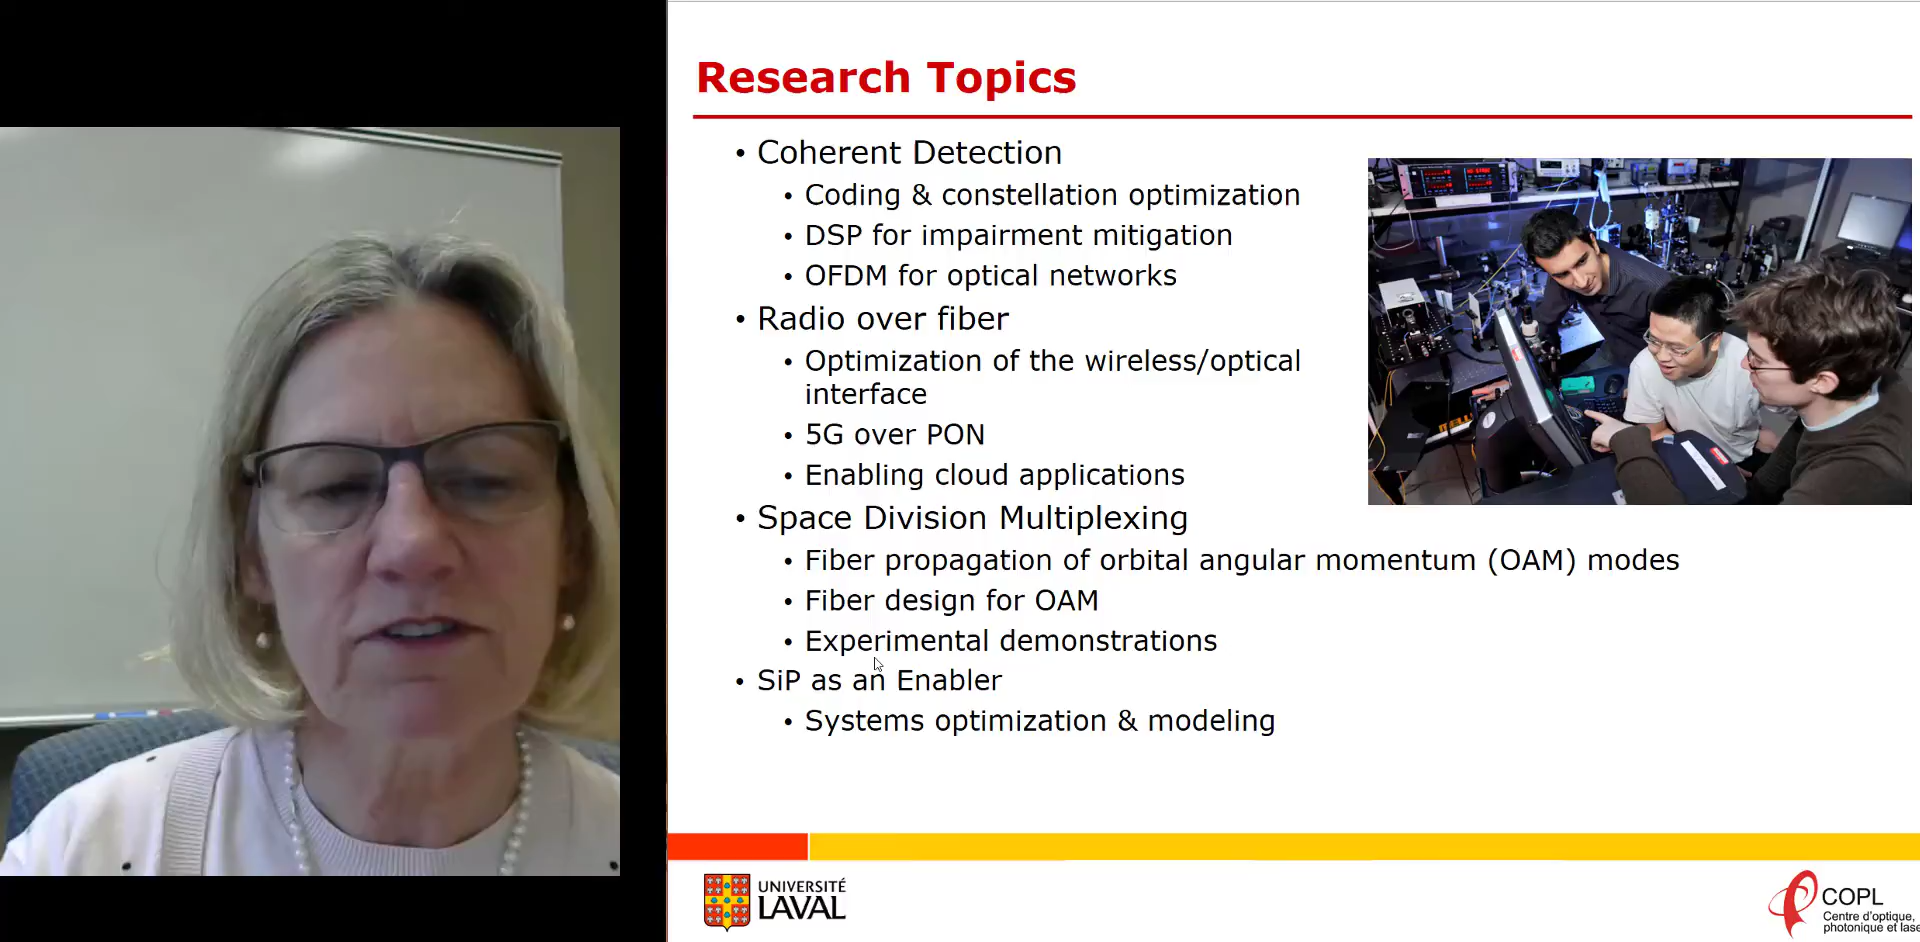 Research Topics
• Coherent Detection
• Coding & constellation optimization
• DSP for impairment mitigation
• OFDM for optical networks
• Radio over fiber
• Optimization of the wireless/optical
interface
• 5G over PON
• Enabling cloud applications
• Space Division Multiplexing
• Fiber propagation of orbital angular momentum (OAM) modes
• Fiber design for OAM
• Experimental demonstrations
• SiP as an Enabler
• Systems optimization & modeling
UNIVERSITÉ
LAVAL
COPL
Centre d'optique,
photonique et lase